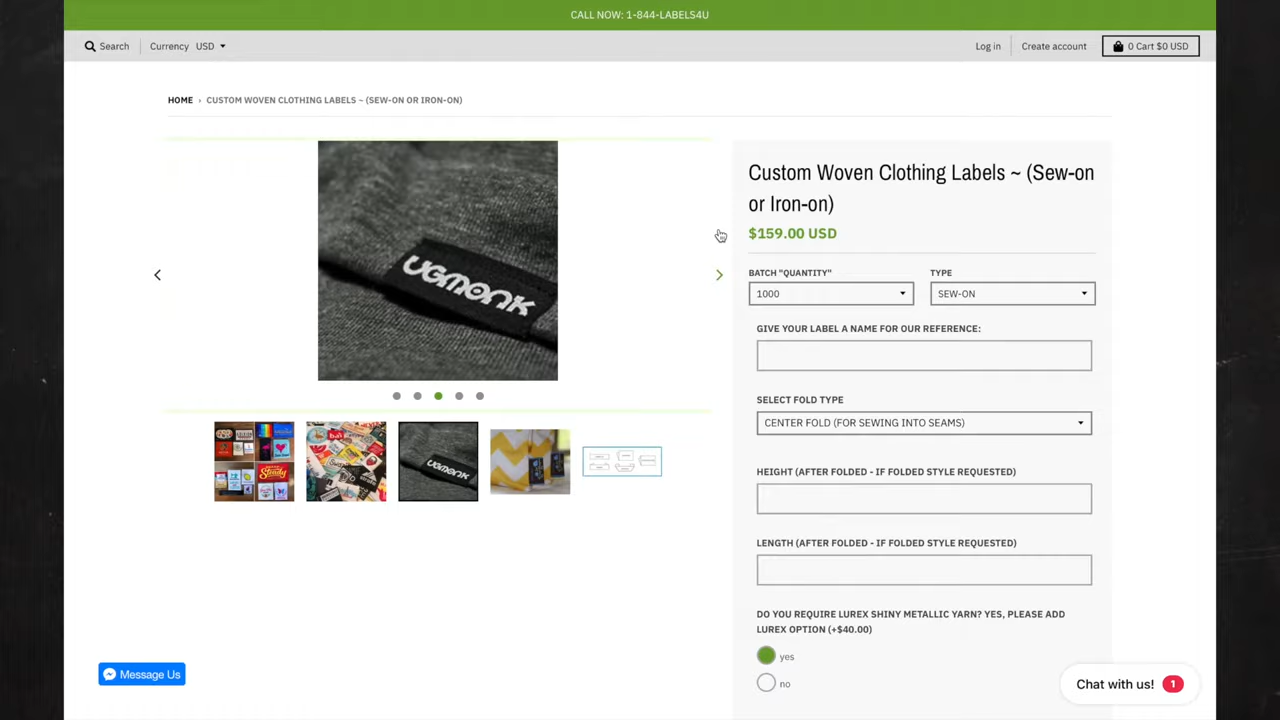 CALL NOW: 1-844-LABELS4U
Search
Currency USD
Log in
Create account
0 Cart $0 USD
HOME › CUSTOM WOVEN CLOTHING LABELS ~ (SEW-ON OR IRON-ON)
UGMONK
Custom Woven Clothing Labels ~ (Sew-on
or Iron-on)
$159.00 USD
BATCH "QUANTITY"
TYPE
1000
SEW-ON
GIVE YOUR LABEL A NAME FOR OUR REFERENCE:
SELECT FOLD TYPE
CENTER FOLD (FOR SEWING INTO SEAMS)
Steady
UGMONK
HEIGHT (AFTER FOLDED - IF FOLDED STYLE REQUESTED)
LENGTH (AFTER FOLDED - IF FOLDED STYLE REQUESTED)
DO YOU REQUIRE LUREX SHINY METALLIC YARN? YES, PLEASE ADD
LUREX OPTION (+$40.00)
yes
no
Message Us
Chat with us! 1